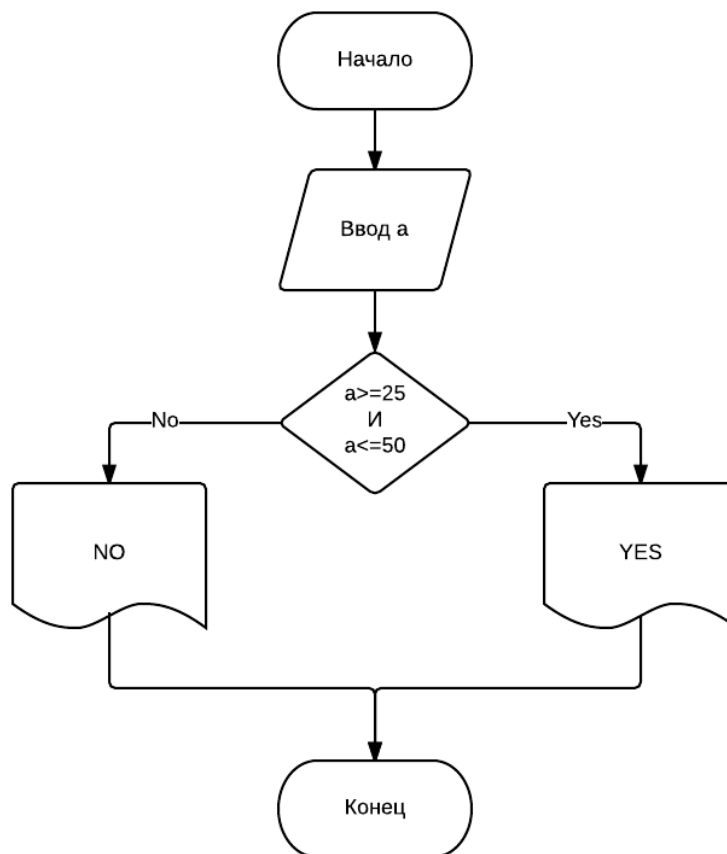 Начало
Ввод a
a>=25
И
a<=50
No
Yes
NO
YES
Конец